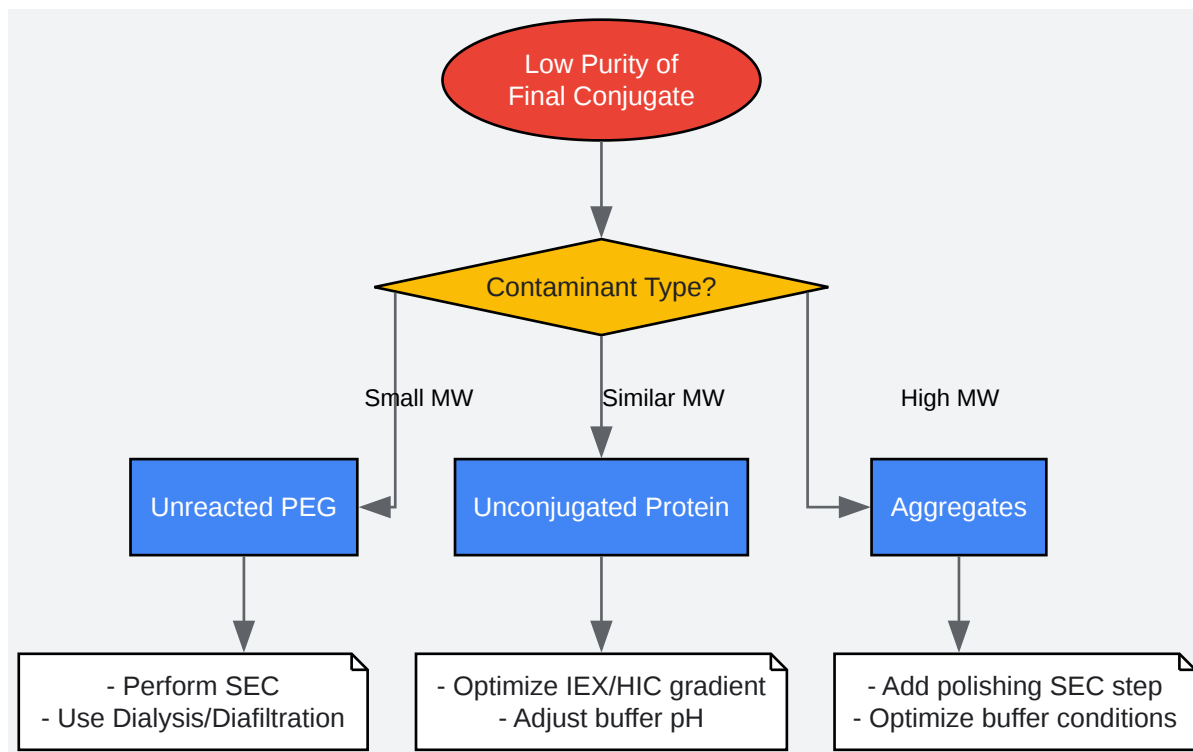 Low Purity of
Final Conjugate
Contaminant Type?
Small MW
Similar MW
High MW
Unreacted PEG
Unconjugated Protein
Aggregates
- Perform SEC
- Use Dialysis/Diafiltration
- Optimize IEX/HIC gradient
- Adjust buffer pH
- Add polishing SEC step
- Optimize buffer conditions